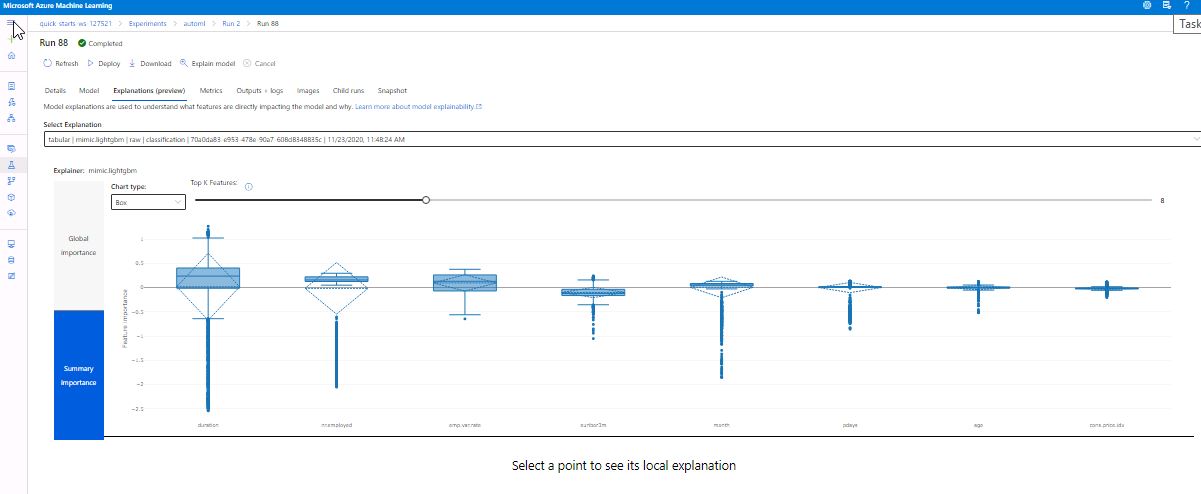 Microsoft Azure Machine Learning
Task
quick-starts-ws-127521 > Experiments > automl > Run 2 > Run 88
Run 88 Completed
Refresh Deploy Download Explain model Cancel
Details Model Explanations (preview) Metrics Outputs + logs Images Child runs Snapshot
Model explanations are used to understand what features are directly impacting the model and why. Learn more about model explainability
Select Explanation
tabular | mimic.lightgbm | raw | classification | 70a0da83-e953-478e-90a7-608d8348835c | 11/23/2020, 11:48:24 AM
Explainer: mimic.lightgbm
Chart type:
Top K Features:
Box
8
Global
Importance
Summary
Importance
Feature importance
1
0.5
0
−0.5
−1
−1.5
−2
−2.5
duration nr.employed emp.var.rate euribor3m month pdays age cons.price.idx
Select a point to see its local explanation